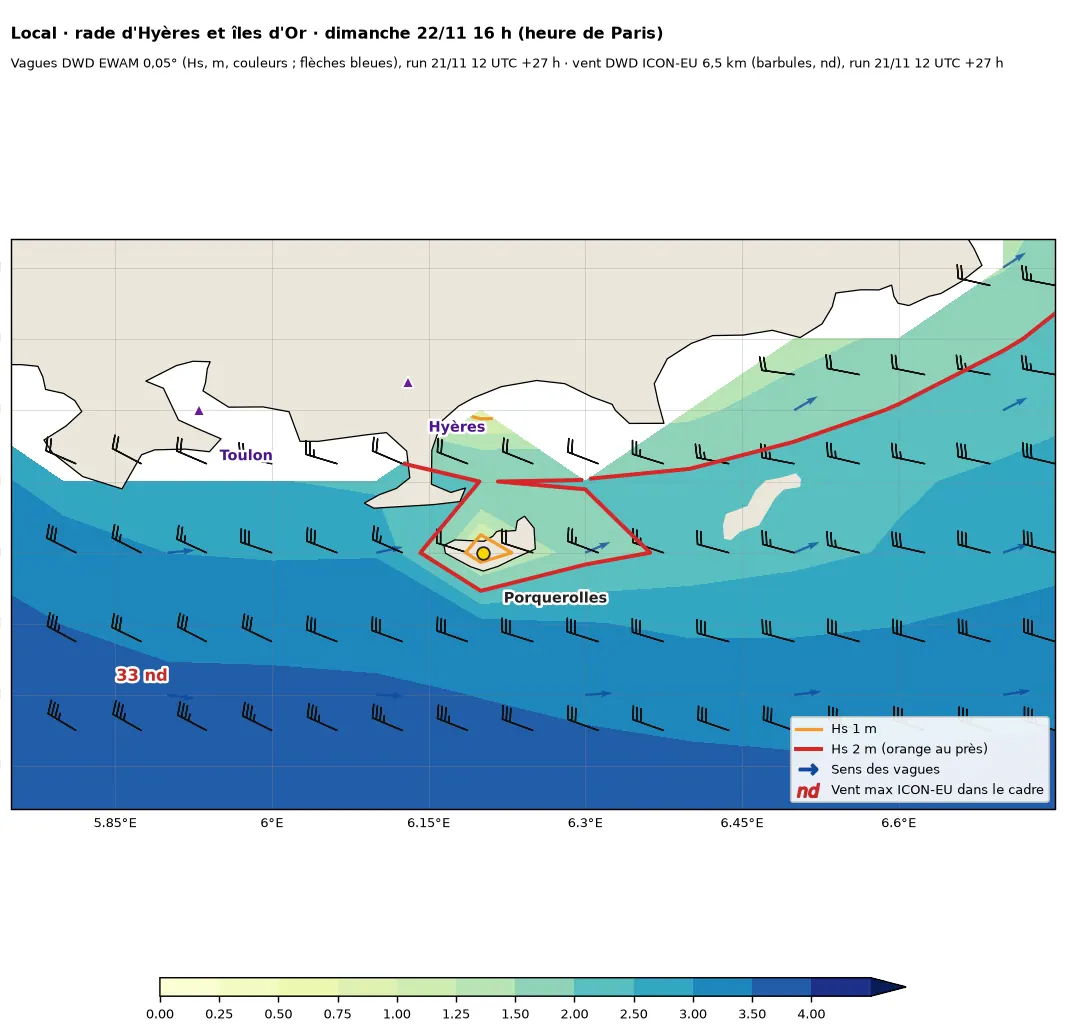 Local · rade d'Hyères et îles d'Or · dimanche 22/11 16 h (heure de Paris)
Vagues DWD EWAM 0,05° (Hs, m, couleurs ; flèches bleues), run 21/11 12 UTC +27 h · vent DWD ICON-EU 6,5 km (barbules, nd), run 21/11 12 UTC +27 h
Hyères
Toulon
Porquerolles
33 nd
Hs 1 m
Hs 2 m (orange au près)
Sens des vagues
nd Vent max ICON-EU dans le cadre
5.85°E 6°E 6.15°E 6.3°E 6.45°E 6.6°E
0.00 0.25 0.50 0.75 1.00 1.25 1.50 2.00 2.50 3.00 3.50 4.00